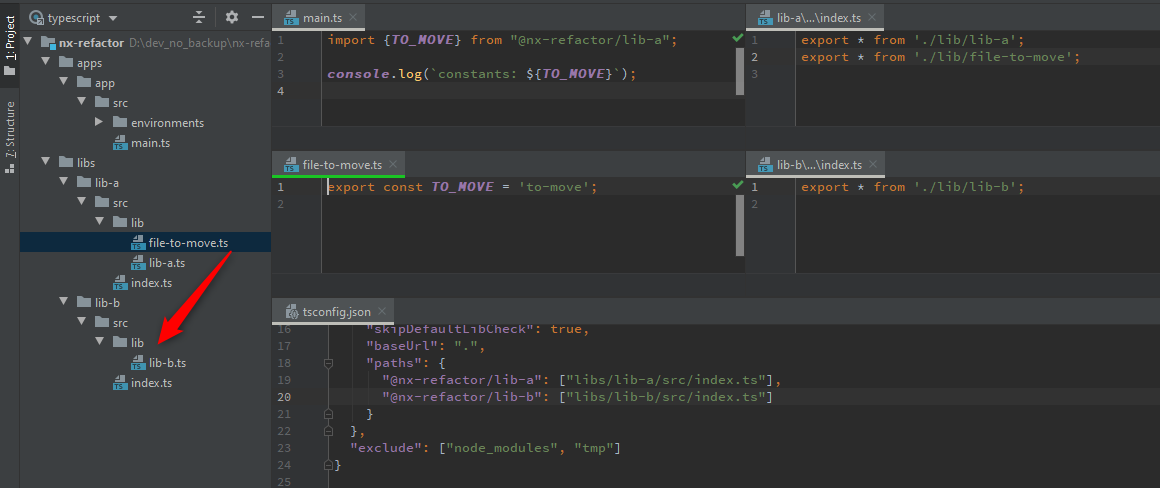 1: Project
7: Structure
typescript
nx-refactor D:\dev_no_backup\nx-refa
apps
app
src
environments
main.ts
libs
lib-a
src
lib
file-to-move.ts
lib-a.ts
index.ts
lib-b
src
lib
lib-b.ts
index.ts
main.ts
1 import {TO_MOVE} from "@nx-refactor/lib-a";
2
3 console.log(`constants: ${TO_MOVE}`);
4
lib-a\...\index.ts
1 export * from './lib/lib-a';
2 export * from './lib/file-to-move';
3
file-to-move.ts
1 export const TO_MOVE = 'to-move';
2
lib-b\...\index.ts
1 export * from './lib/lib-b';
2
tsconfig.json
16 "skipDefaultLibCheck": true,
17 "baseUrl": ".",
18 "paths": {
19 "@nx-refactor/lib-a": ["libs/lib-a/src/index.ts"],
20 "@nx-refactor/lib-b": ["libs/lib-b/src/index.ts"]
21 }
22 },
23 "exclude": ["node_modules", "tmp"]
24 }
25